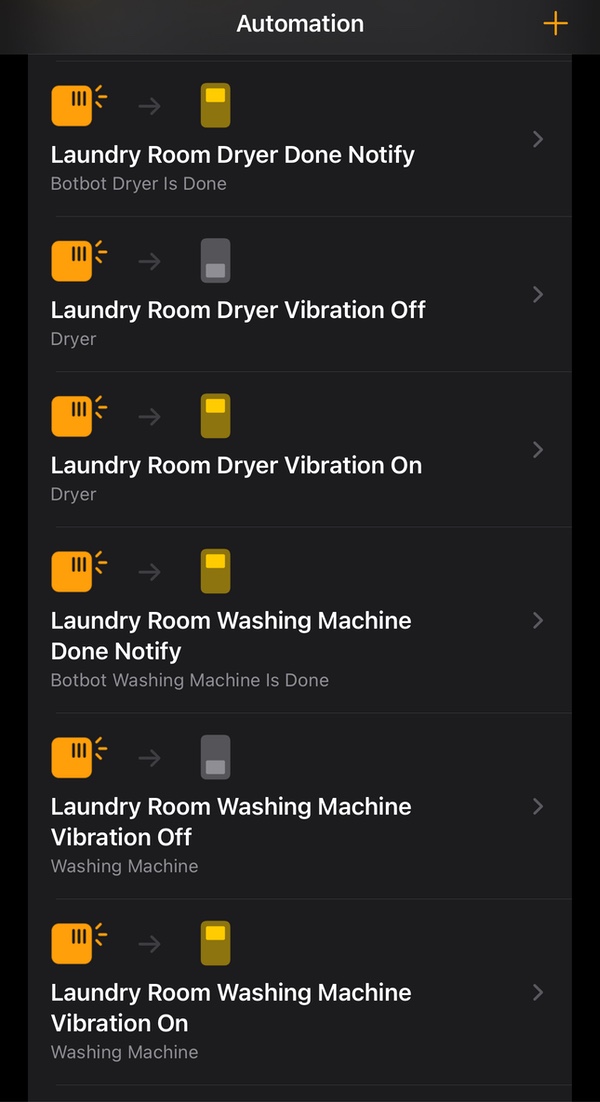 Automation
Laundry Room Dryer Done Notify
Botbot Dryer Is Done
Laundry Room Dryer Vibration Off
Dryer
Laundry Room Dryer Vibration On
Dryer
Laundry Room Washing Machine
Done Notify
Botbot Washing Machine Is Done
Laundry Room Washing Machine
Vibration Off
Washing Machine
Laundry Room Washing Machine
Vibration On
Washing Machine